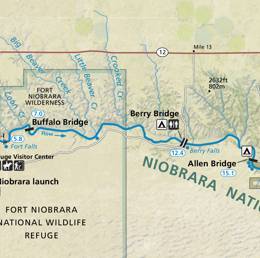 12
Mile 13
Big
Beaver
Creek
Little Beaver Cr
Crooked Cr
FORT
NIOBRARA
WILDERNESS
2632ft
802m
7.0
Buffalo Bridge
Berry Bridge
Flow
5.8
Fort Falls
uge Visitor Center
Niobrara launch
12.4
Berry Falls
Allen Bridge
15.1
NIOBRARA NATI
FORT NIOBRARA
NATIONAL WILDLIFE
REFUGE